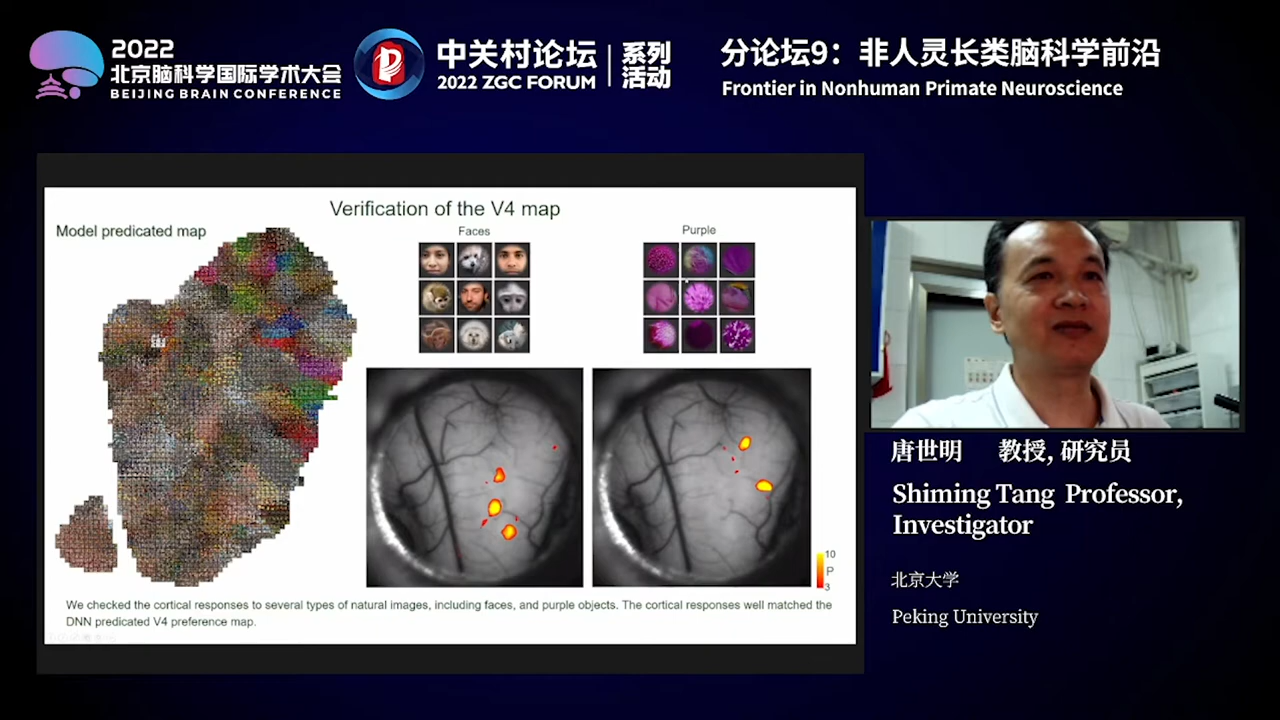 2022
北京脑科学国际学术大会
BEIJING BRAIN CONFERENCE
中关村论坛
2022 ZGC FORUM
系列
活动
分论坛9：非人灵长类脑科学前沿
Frontier in Nonhuman Primate Neuroscience
Verification of the V4 map
Model predicated map
Faces
Purple
10
P
3
We checked the cortical responses to several types of natural images, including faces, and purple objects. The cortical responses well matched the
DNN predicated V4 preference map.
唐世明 教授, 研究员
Shiming Tang Professor,
Investigator
北京大学
Peking University